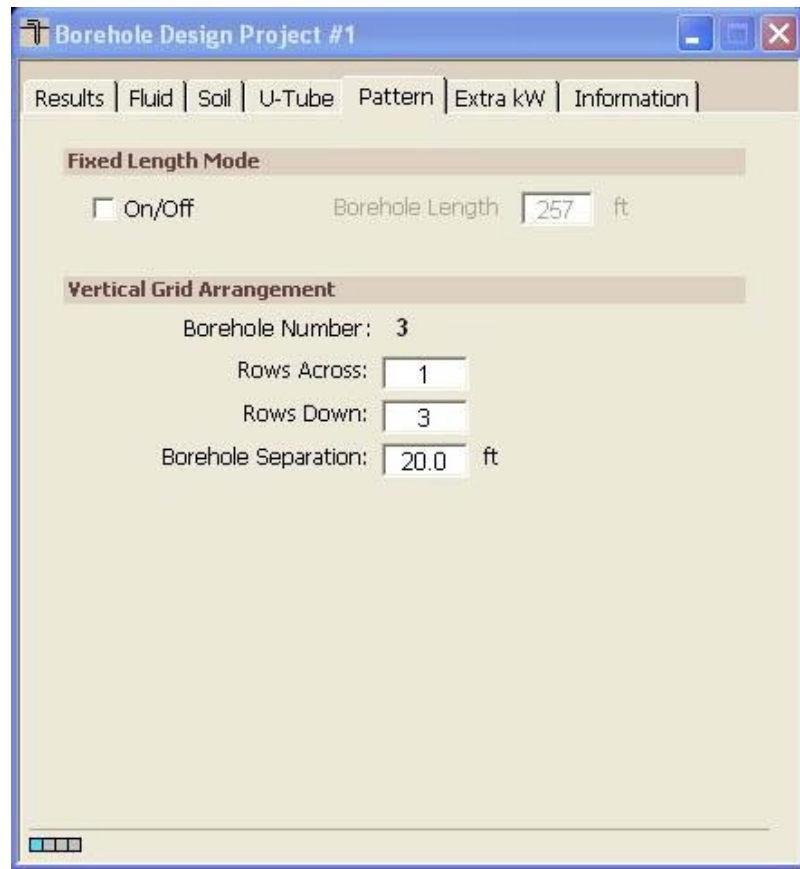 Borehole Design Project #1
Results Fluid Soil U-Tube Pattern Extra kW Information
Fixed Length Mode
On/Off Borehole Length 257 ft
Vertical Grid Arrangement
Borehole Number: 3
Rows Across: 1
Rows Down: 3
Borehole Separation: 20.0 ft